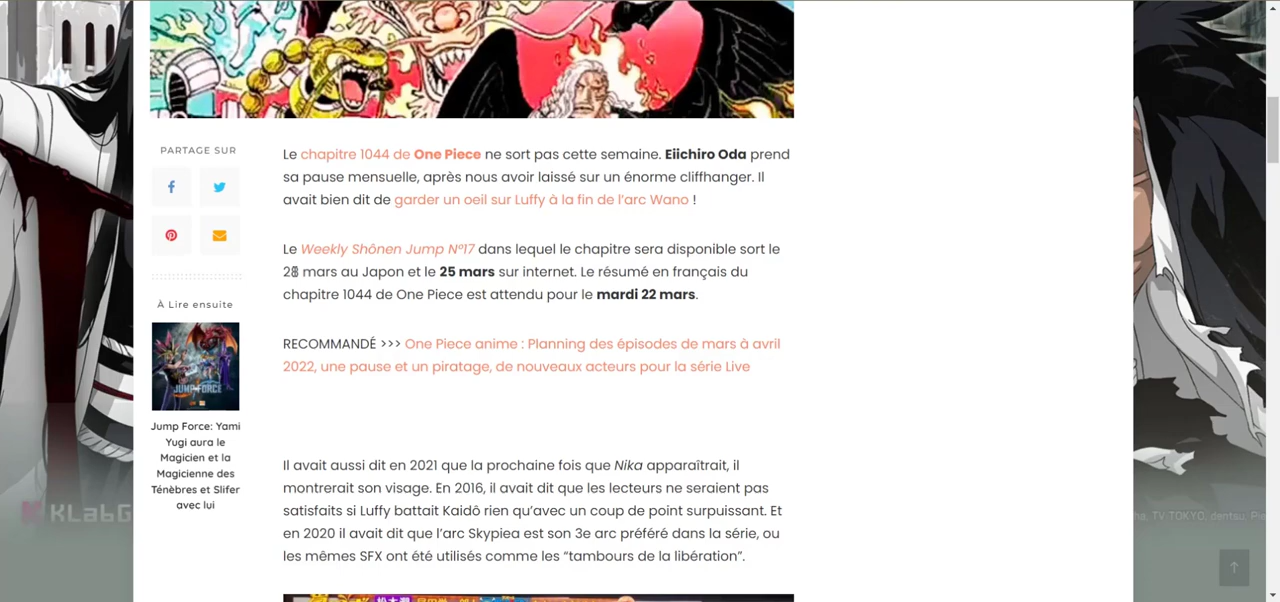 PARTAGE SUR
À Lire ensuite
JUMP FORCE
Jump Force: Yami
Yugi aura le
Magicien et la
Magicienne des
Ténèbres et Slifer
avec lui
Le chapitre 1044 de One Piece ne sort pas cette semaine. Eiichiro Oda prend
sa pause mensuelle, après nous avoir laissé sur un énorme cliffhanger. Il
avait bien dit de garder un oeil sur Luffy à la fin de l’arc Wano !
Le Weekly Shônen Jump N°17 dans lequel le chapitre sera disponible sort le
28 mars au Japon et le 25 mars sur internet. Le résumé en français du
chapitre 1044 de One Piece est attendu pour le mardi 22 mars.
RECOMMANDÉ >>> One Piece anime : Planning des épisodes de mars à avril
2022, une pause et un piratage, de nouveaux acteurs pour la série Live
Il avait aussi dit en 2021 que la prochaine fois que Nika apparaîtrait, il
montrerait son visage. En 2016, il avait dit que les lecteurs ne seraient pas
satisfaits si Luffy battait Kaidô rien qu’avec un coup de point surpuissant. Et
en 2020 il avait dit que l’arc Skypiea est son 3e arc préféré dans la série, ou
les mêmes SFX ont été utilisés comme les “tambours de la libération”.
KLabG
TV TOKYO, dentsu, Pie